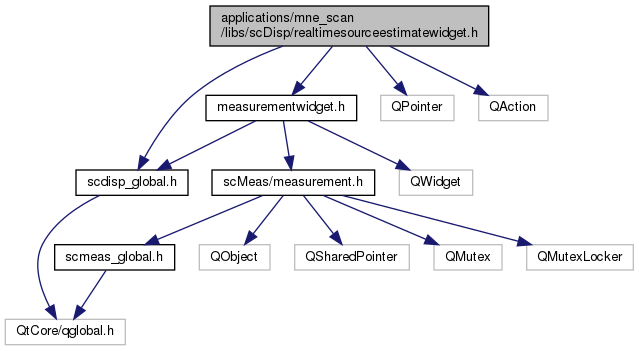 applications/mne_scan
/libs/scDisp/realtimesourceestimatewidget.h
measurementwidget.h
QPointer
QAction
scdisp_global.h
scMeas/measurement.h
QWidget
scmeas_global.h
QObject
QSharedPointer
QMutex
QMutexLocker
QtCore/qglobal.h